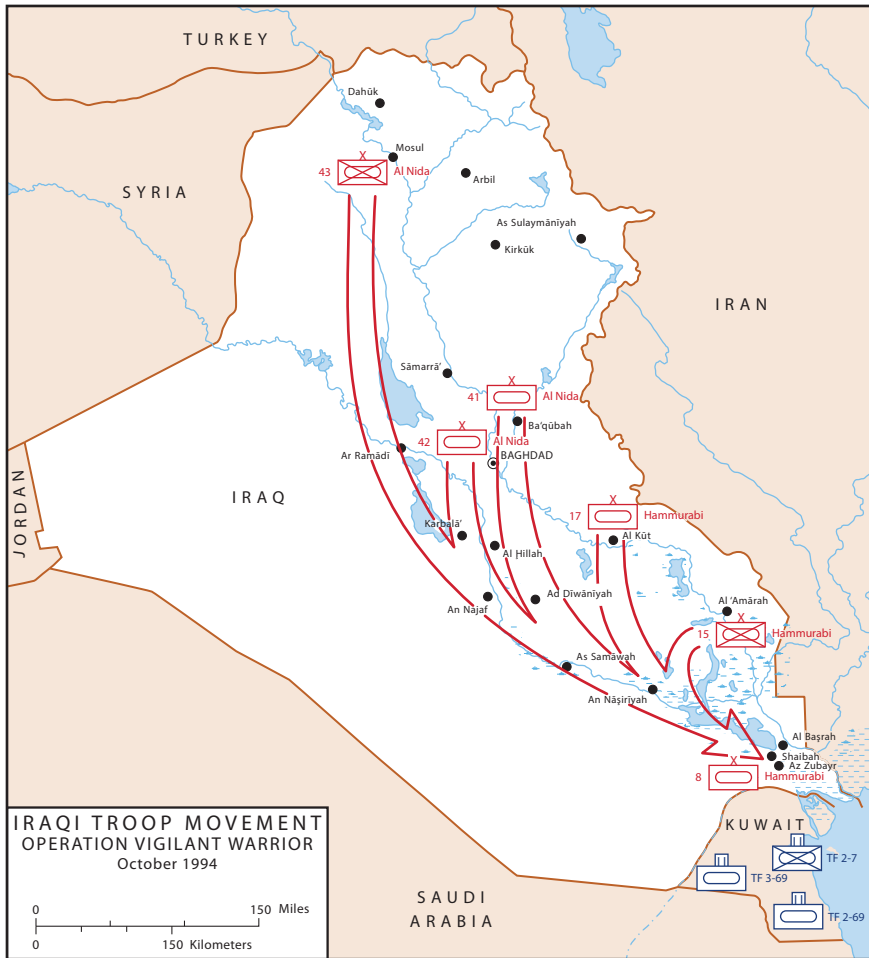 TURKEY
Dahūk
Mosul
X
43
Al Nida
Arbil
SYRIA
As Sulaymānīyah
Kirkūk
IRAN
Sāmarrā'
X
41
Al Nida
Ba'qūbah
X
42
Al Nida
Ar Ramādī
BAGHDAD
IRAQ
JORDAN
X
17
Hammurabi
Karbalā'
Al Kūt
Al Ḥillah
An Najaf
Ad Dīwānīyah
Al 'Amārah
X
15
Hammurabi
As Samāwah
An Nāşirīyah
Al Başrah
Shaibah
Az Zubayr
X
8
Hammurabi
KUWAIT
TF 2-7
TF 3-69
TF 2-69
SAUDI
ARABIA
IRAQI TROOP MOVEMENT
OPERATION VIGILANT WARRIOR
October 1994
0 150 Miles
0 150 Kilometers